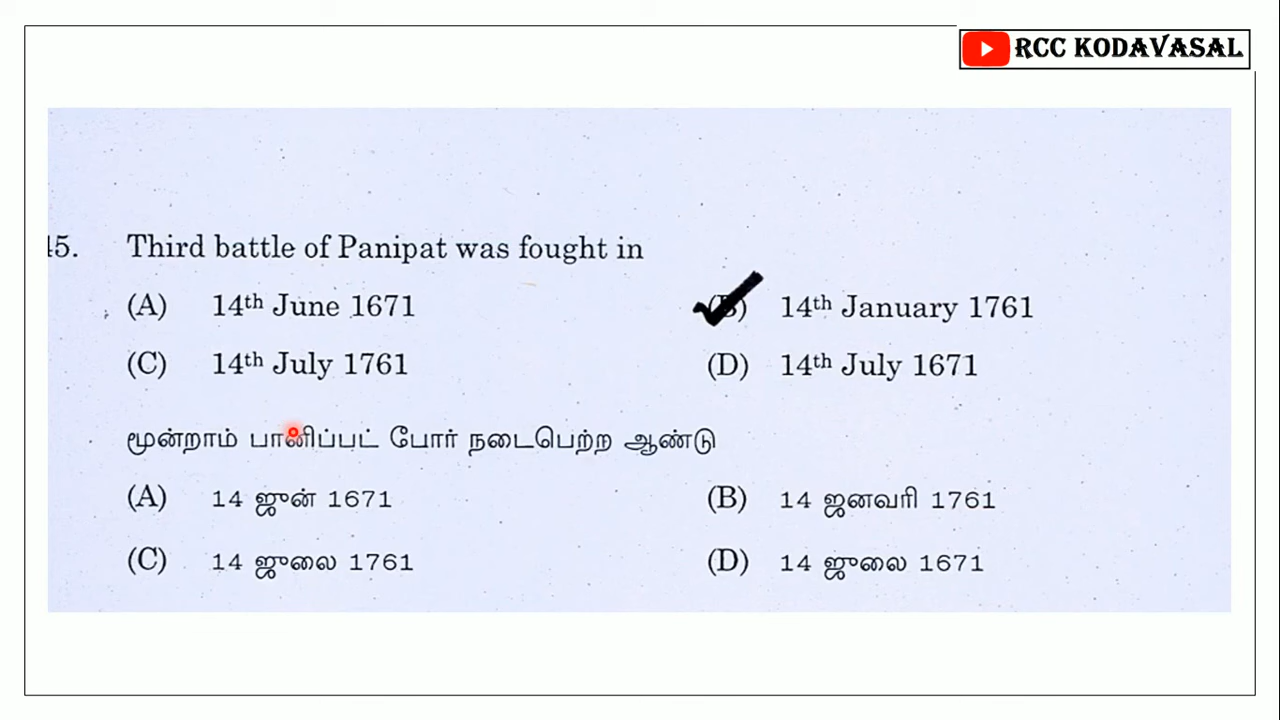 RCC KODAVASAL
45. Third battle of Panipat was fought in
(A) 14th June 1671 (B) 14th January 1761
(C) 14th July 1761 (D) 14th July 1671
மூன்றாம் பானிப்பட் போர் நடைபெற்ற ஆண்டு
(A) 14 ஜுன் 1671 (B) 14 ஜனவரி 1761
(C) 14 ஜுலை 1761 (D) 14 ஜுலை 1671